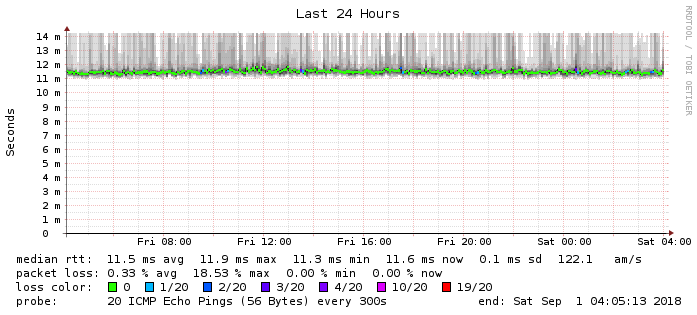 Last 24 Hours
RRDTOOL / TOBI OETIKER
Seconds
14 m
13 m
12 m
11 m
10 m
9 m
8 m
7 m
6 m
5 m
4 m
3 m
2 m
1 m
0
Fri 08:00 Fri 12:00 Fri 16:00 Fri 20:00 Sat 00:00 Sat 04:00
median rtt: 11.5 ms avg 11.9 ms max 11.3 ms min 11.6 ms now 0.1 ms sd 122.1 am/s
packet loss: 0.33 % avg 18.53 % max 0.00 % min 0.00 % now
loss color: 0 1/20 2/20 3/20 4/20 10/20 19/20
probe: 20 ICMP Echo Pings (56 Bytes) every 300s end: Sat Sep 1 04:05:13 2018